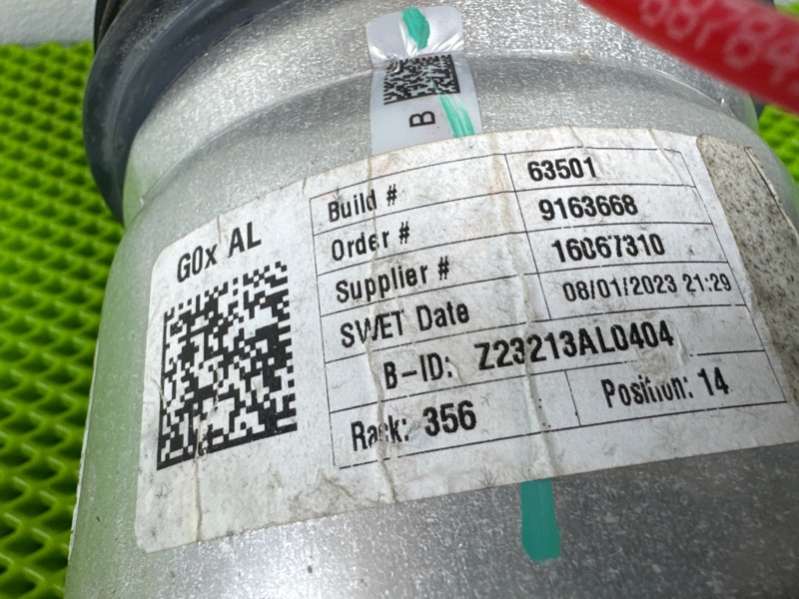 68784
B
G0x AL
Build # 63501
Order # 9163668
Supplier # 16067310
SWET Date 08/01/2023 21:29
B-ID: Z23213AL0404
Rack: 356 Position: 14